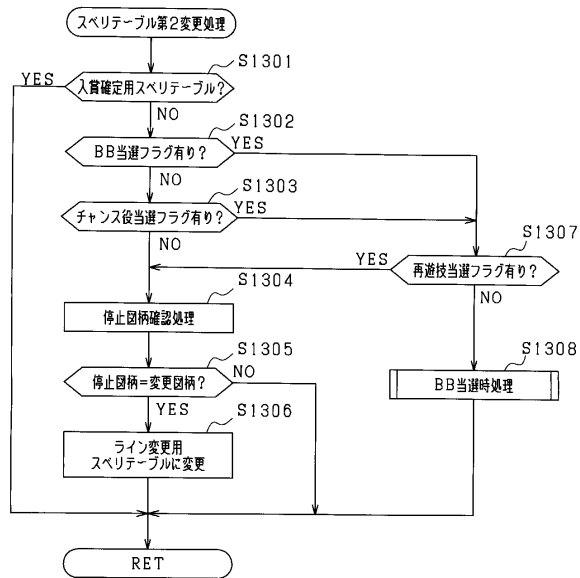 スベリテーブル第2変更処理
S1301
YES
入賞確定用スベリテーブル?
NO
S1302
BB当選フラグ有り?
YES
NO
S1303
チャンス役当選フラグ有り?
YES
NO
S1307
YES
再遊技当選フラグ有り?
NO
S1304
停止図柄確認処理
S1305
停止図柄=変更図柄?
NO
YES
S1308
BB当選時処理
S1306
ライン変更用
スベリテーブルに変更
RET